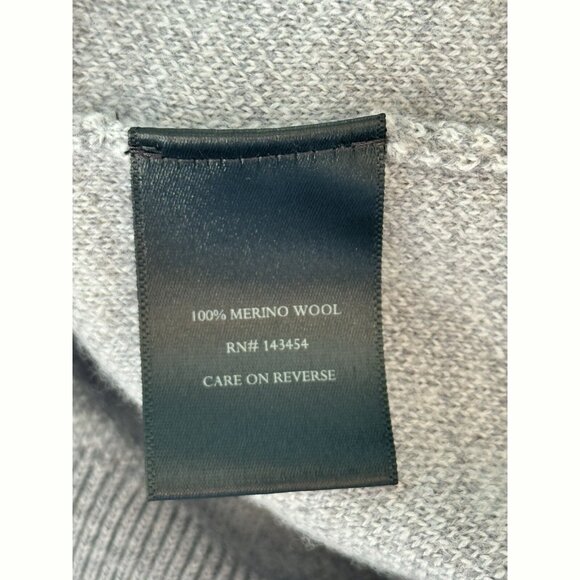 100% MERINO WOOL
RN# 143454
CARE ON REVERSE